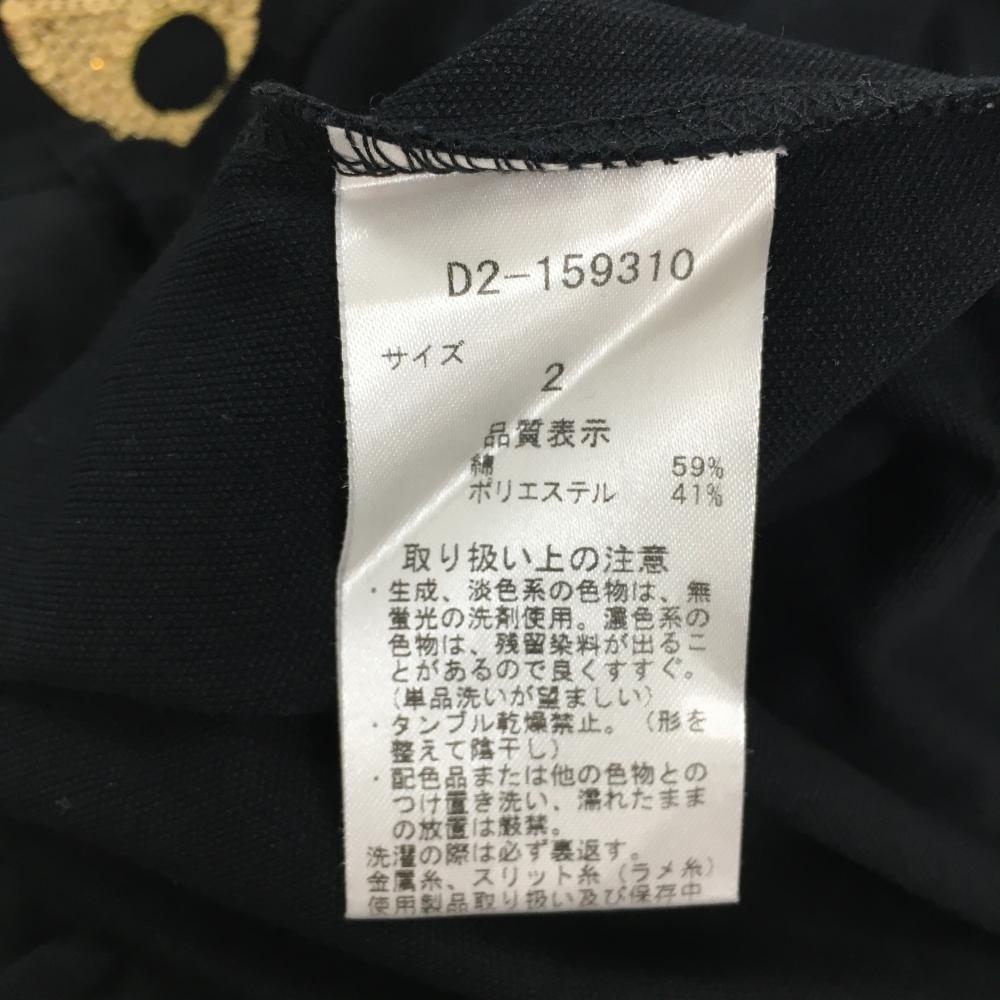 D2-159310
サイズ
2
品質表示
綿 59%
ポリエステル 41%
取り扱い上の注意
・生成、淡色系の色物は、無
蛍光の洗剤使用。濃色系の
色物は、残留染料が出るこ
とがあるので良くすすぐ。
(単品洗いが望ましい)
・タンブル乾燥禁止。(形を
整えて陰干し)
・配色品または他の色物との
つけ置き洗い、濡れたまま
の放置は厳禁。
洗濯の際は必ず裏返す。
金属糸、スリット糸(ラメ糸)
使用製品取り扱い及び保存中